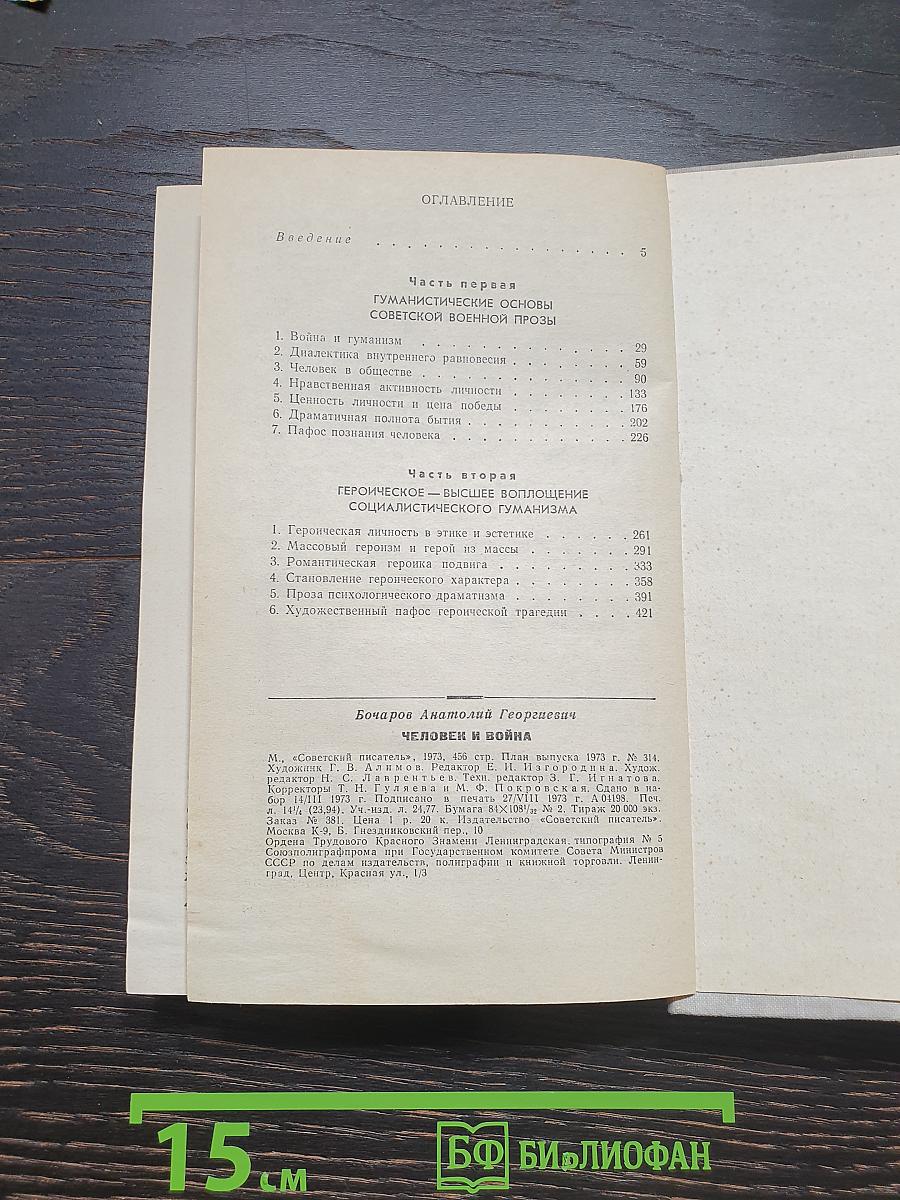 ОГЛАВЛЕНИЕ
Введение . . . . . . . . . . . . . . . . . 5
Часть первая
ГУМАНИСТИЧЕСКИЕ ОСНОВЫ
СОВЕТСКОЙ ВОЕННОЙ ПРОЗЫ
1. Война и гуманизм . . . . . . . . . . . . 29
2. Диалектика внутреннего равновесия . . . . . . 59
3. Человек в обществе . . . . . . . . . . . 90
4. Нравственная активность личности . . . . . . 133
5. Ценность личности и цена победы . . . . . . 176
6. Драматичная полнота бытия . . . . . . . . 202
7. Пафос познания человека . . . . . . . . . 226
Часть вторая
ГЕРОИЧЕСКОЕ — ВЫСШЕЕ ВОПЛОЩЕНИЕ
СОЦИАЛИСТИЧЕСКОГО ГУМАНИЗМА
1. Героическая личность в этике и эстетике . . . . . 261
2. Массовый героизм и герой из массы . . . . . . 291
3. Романтическая героика подвига . . . . . . . . 333
4. Становление героического характера . . . . . . 358
5. Проза психологического драматизма . . . . . . 391
6. Художественный пафос героической трагедии . . . . 421
Бочаров Анатолий Георгиевич
ЧЕЛОВЕК И ВОЙНА
М., «Советский писатель», 1973, 456 стр. План выпуска 1973 г. № 314.
Художник Г. В. Алимов. Редактор Е. И. Изгородина. Худож.
редактор Н. С. Лаврентьев. Техн. редактор З. Г. Игнатова.
Корректоры Т. Н. Гуляева и М. Ф. Покровская. Сдано в на-
бор 14/III 1973 г. Подписано в печать 27/VIII 1973 г. А 04198. Печ.
л. 14¼ (23,94). Уч.-изд. л. 24,77. Бумага 84Х108¹/₃₂ № 2. Тираж 20 000 экз.
Заказ № 381. Цена 1 р. 20 к. Издательство «Советский писатель».
Москва К-9, Б. Гнездниковский пер., 10
Ордена Трудового Красного Знамени Ленинградская типография № 5
Союзполиграфпрома при Государственном комитете Совета Министров
СССР по делам издательств, полиграфии и книжной торговли. Ленин-
град, Центр, Красная ул., 1/3
15 см
БФ БИБЛИОФАН